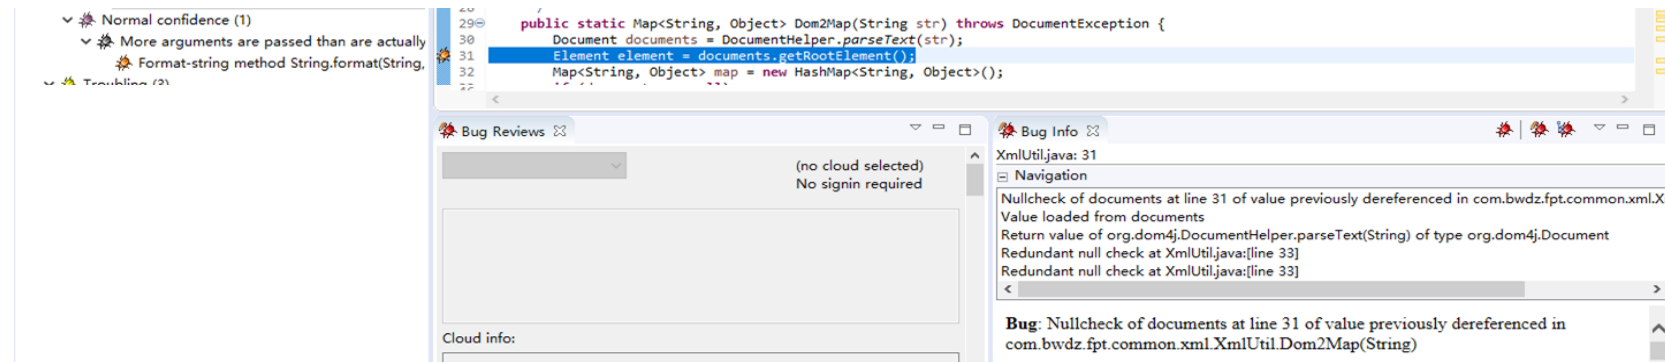 Normal confidence (1)
More arguments are passed than are actually
Format-string method String.format(String,
Troubling (3)
29 public static Map<String, Object> Dom2Map(String str) throws DocumentException {
30 Document documents = DocumentHelper.parseText(str);
31 Element element = documents.getRootElement();
32 Map<String, Object> map = new HashMap<String, Object>();
Bug Reviews
(no cloud selected)
No signin required
Cloud info:
Bug Info
XmlUtil.java: 31
Navigation
Nullcheck of documents at line 31 of value previously dereferenced in com.bwdz.fpt.common.xml.X
Value loaded from documents
Return value of org.dom4j.DocumentHelper.parseText(String) of type org.dom4j.Document
Redundant null check at XmlUtil.java:[line 33]
Redundant null check at XmlUtil.java:[line 33]
Bug: Nullcheck of documents at line 31 of value previously dereferenced in
com.bwdz.fpt.common.xml.XmlUtil.Dom2Map(String)